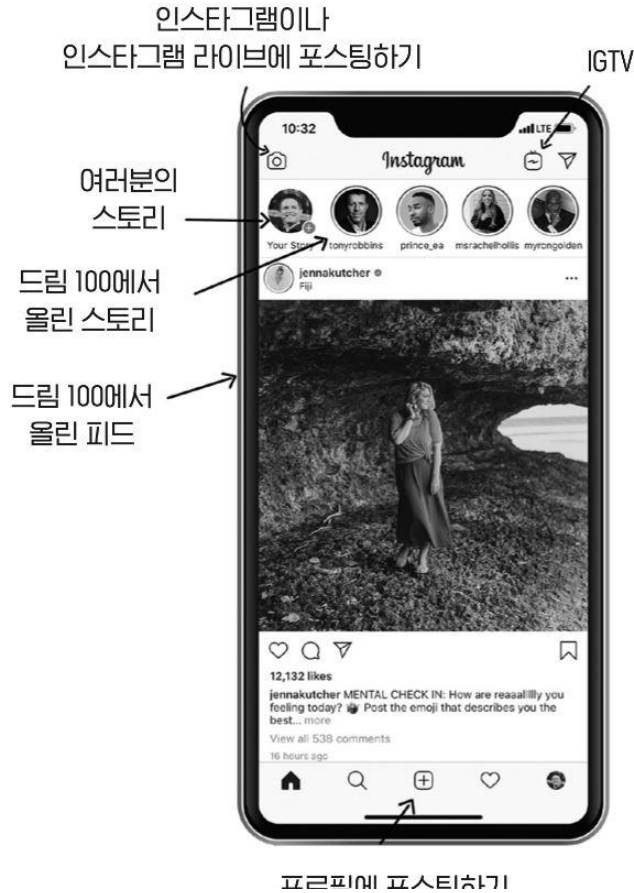 인스타그램이나
인스타그램 라이브에 포스팅하기
IGTV
10:32
LTE
Instagram
여러분의
스토리
Your Story
tonyrobbins
prince_ea
msrachelhollis
myrongolden
드림 100에서
올린 스토리
jennakutcher
Fiji
드림 100에서
올린 피드
12,132 likes
jennakutcher MENTAL CHECK IN: How are reaaallllly you
feeling today? 👋 Post the emoji that describes you the
best... more
View all 538 comments
16 hours ago
프로필에 포스팅하기